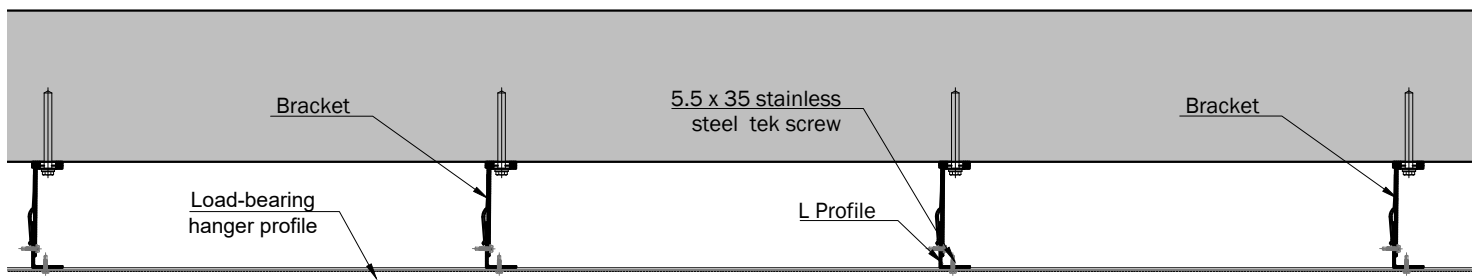 Bracket
5.5 x 35 stainless
steel tek screw
Bracket
Load-bearing
hanger profile
L Profile